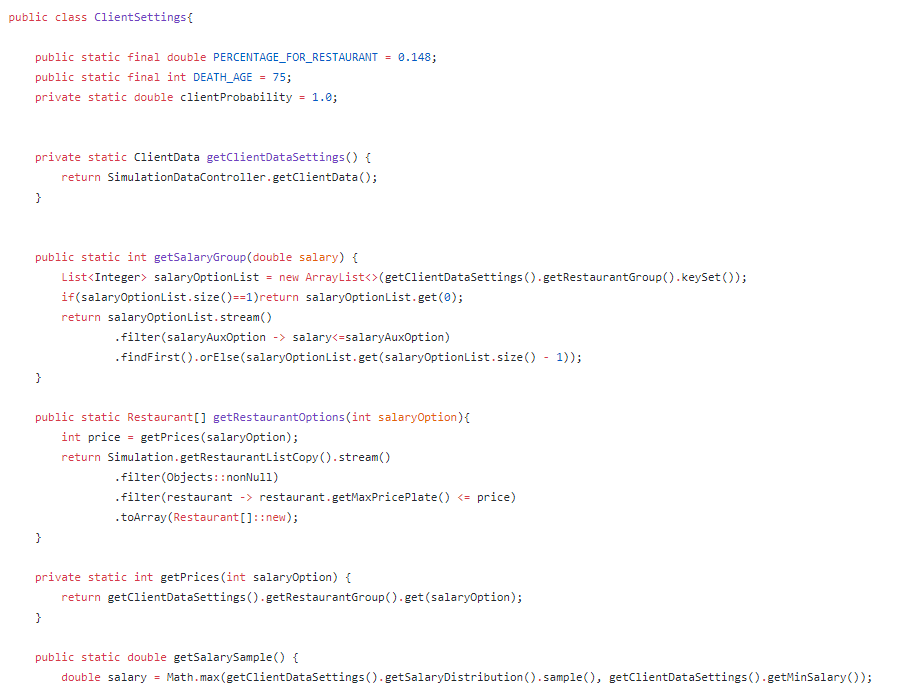 public class ClientSettings{
public static final double PERCENTAGE_FOR_RESTAURANT = 0.148;
public static final int DEATH_AGE = 75;
private static double clientProbability = 1.0;
private static ClientData getClientDataSettings() {
return SimulationDataController.getClientData();
}
public static int getSalaryGroup(double salary) {
List<Integer> salaryOptionList = new ArrayList<>(getClientDataSettings().getRestaurantGroup().keySet());
if(salaryOptionList.size()==1)return salaryOptionList.get(0);
return salaryOptionList.stream()
.filter(salaryAuxOption -> salary<=salaryAuxOption)
.findFirst().orElse(salaryOptionList.get(salaryOptionList.size() - 1));
}
public static Restaurant[] getRestaurantOptions(int salaryOption){
int price = getPrices(salaryOption);
return Simulation.getRestaurantListCopy().stream()
.filter(Objects::nonNull)
.filter(restaurant -> restaurant.getMaxPricePlate() <= price)
.toArray(Restaurant[]::new);
}
private static int getPrices(int salaryOption) {
return getClientDataSettings().getRestaurantGroup().get(salaryOption);
}
public static double getSalarySample() {
double salary = Math.max(getClientDataSettings().getSalaryDistribution().sample(), getClientDataSettings().getMinSalary());